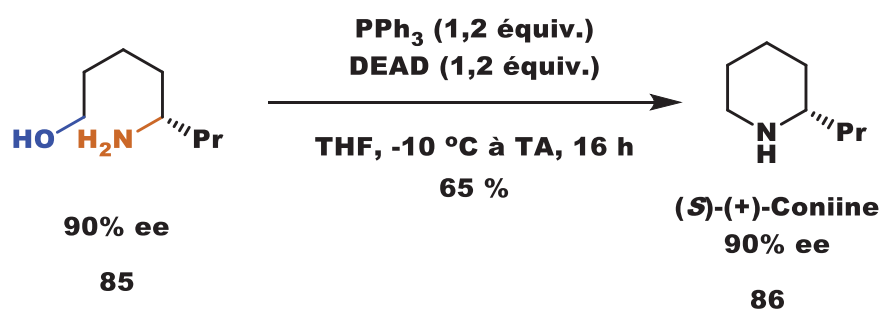 PPh₃ (1,2 équiv.)
DEAD (1,2 équiv.)
HO H₂N Pr
THF, -10 ºC à TA, 16 h
65 %
N
H
Pr
(S)-(+)-Coniine
90% ee
90% ee
85
86